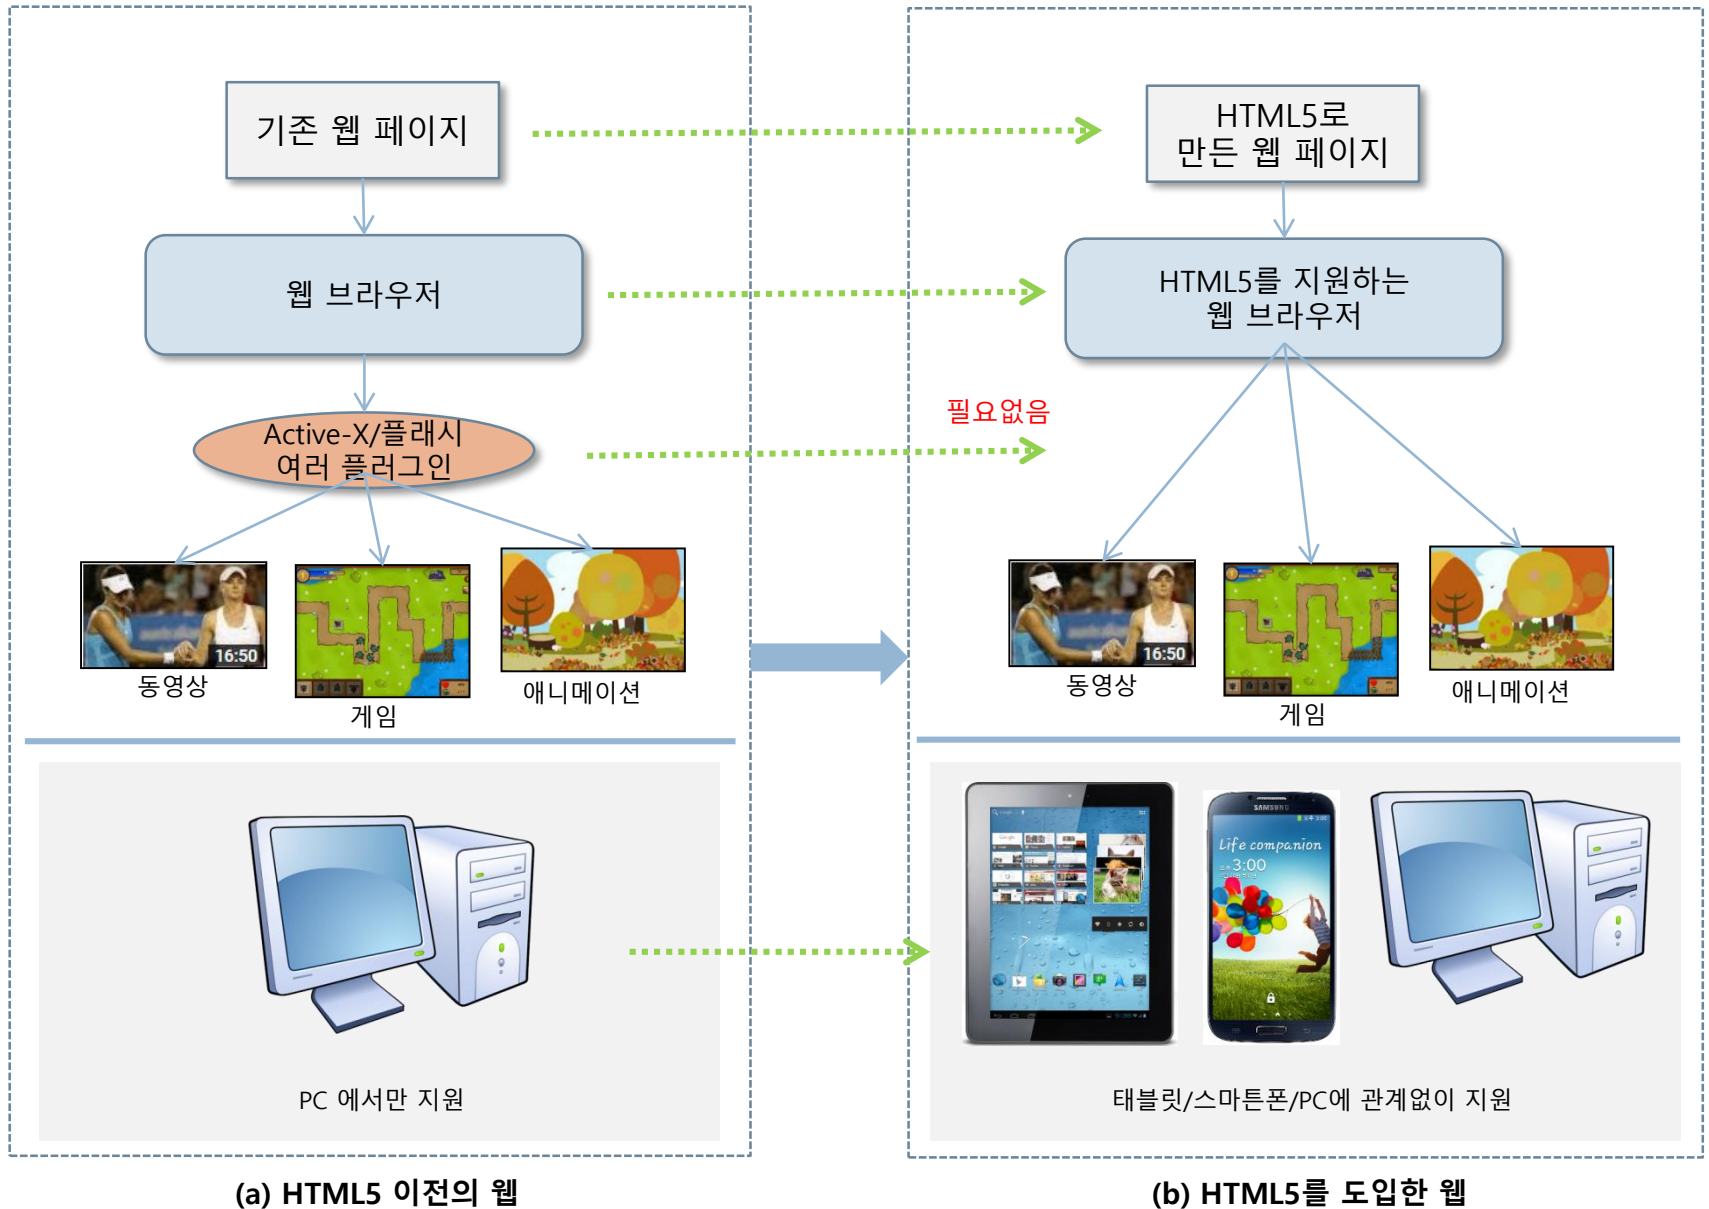 기존 웹 페이지
웹 브라우저
Active-X/플래시
여러 플러그인
16:50
동영상
게임
애니메이션
PC 에서만 지원
(a) HTML5 이전의 웹
필요없음
HTML5로
만든 웹 페이지
HTML5를 지원하는
웹 브라우저
16:50
동영상
게임
애니메이션
SAMSUNG
Life companion
3:00
태블릿/스마트폰/PC에 관계없이 지원
(b) HTML5를 도입한 웹